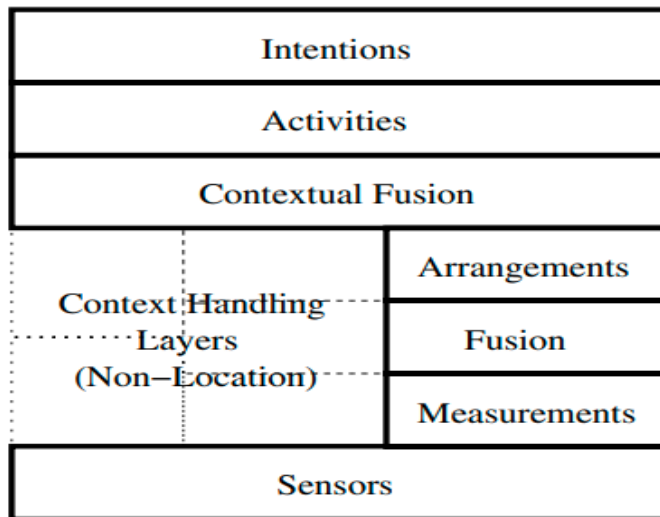 Intentions
Activities
Contextual Fusion
Context Handling
Layers
(Non−Location)
Arrangements
Fusion
Measurements
Sensors